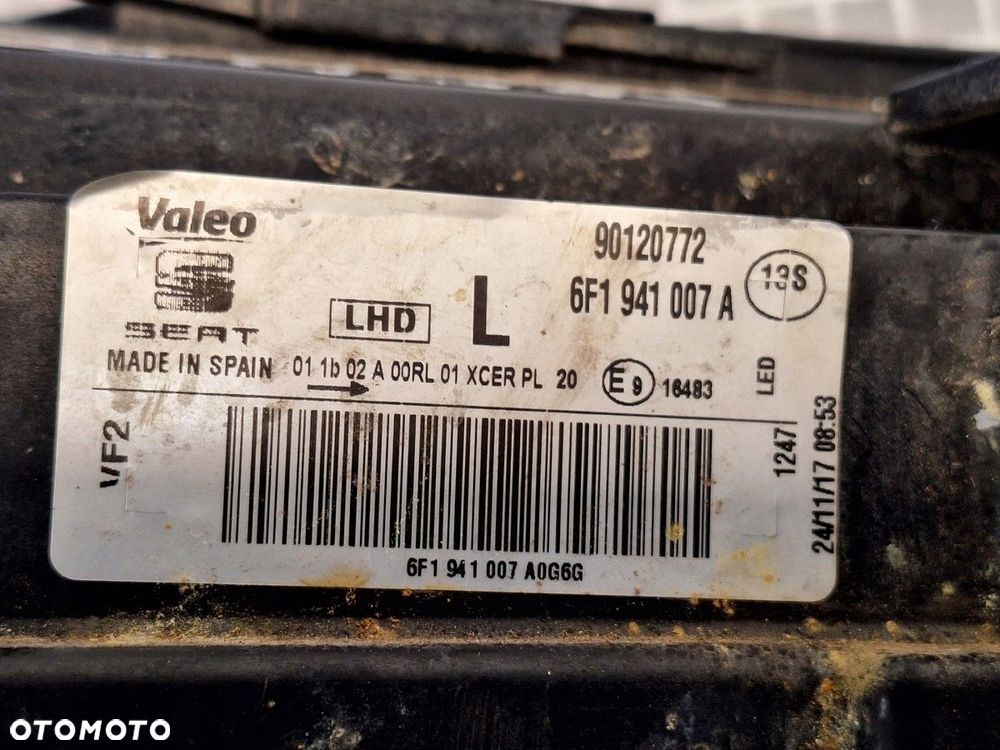 Valeo
SEAT
90120772
6F1 941 007 A
13S
LHD
L
MADE IN SPAIN 01 1b 02 A 00RL 01 XCER PL 20
E9 16483
LED
VF2
1247
24/11/17 08:53
6F1 941 007 A0G6G
OTOMOTO